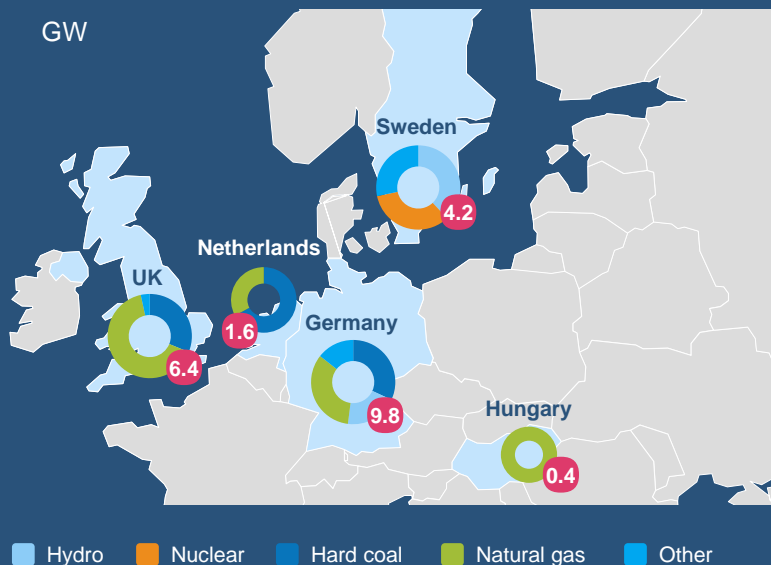 GW
Sweden
4.2
Netherlands
UK
1.6
Germany
6.4
9.8
Hungary
0.4
Hydro
Nuclear
Hard coal
Natural gas
Other